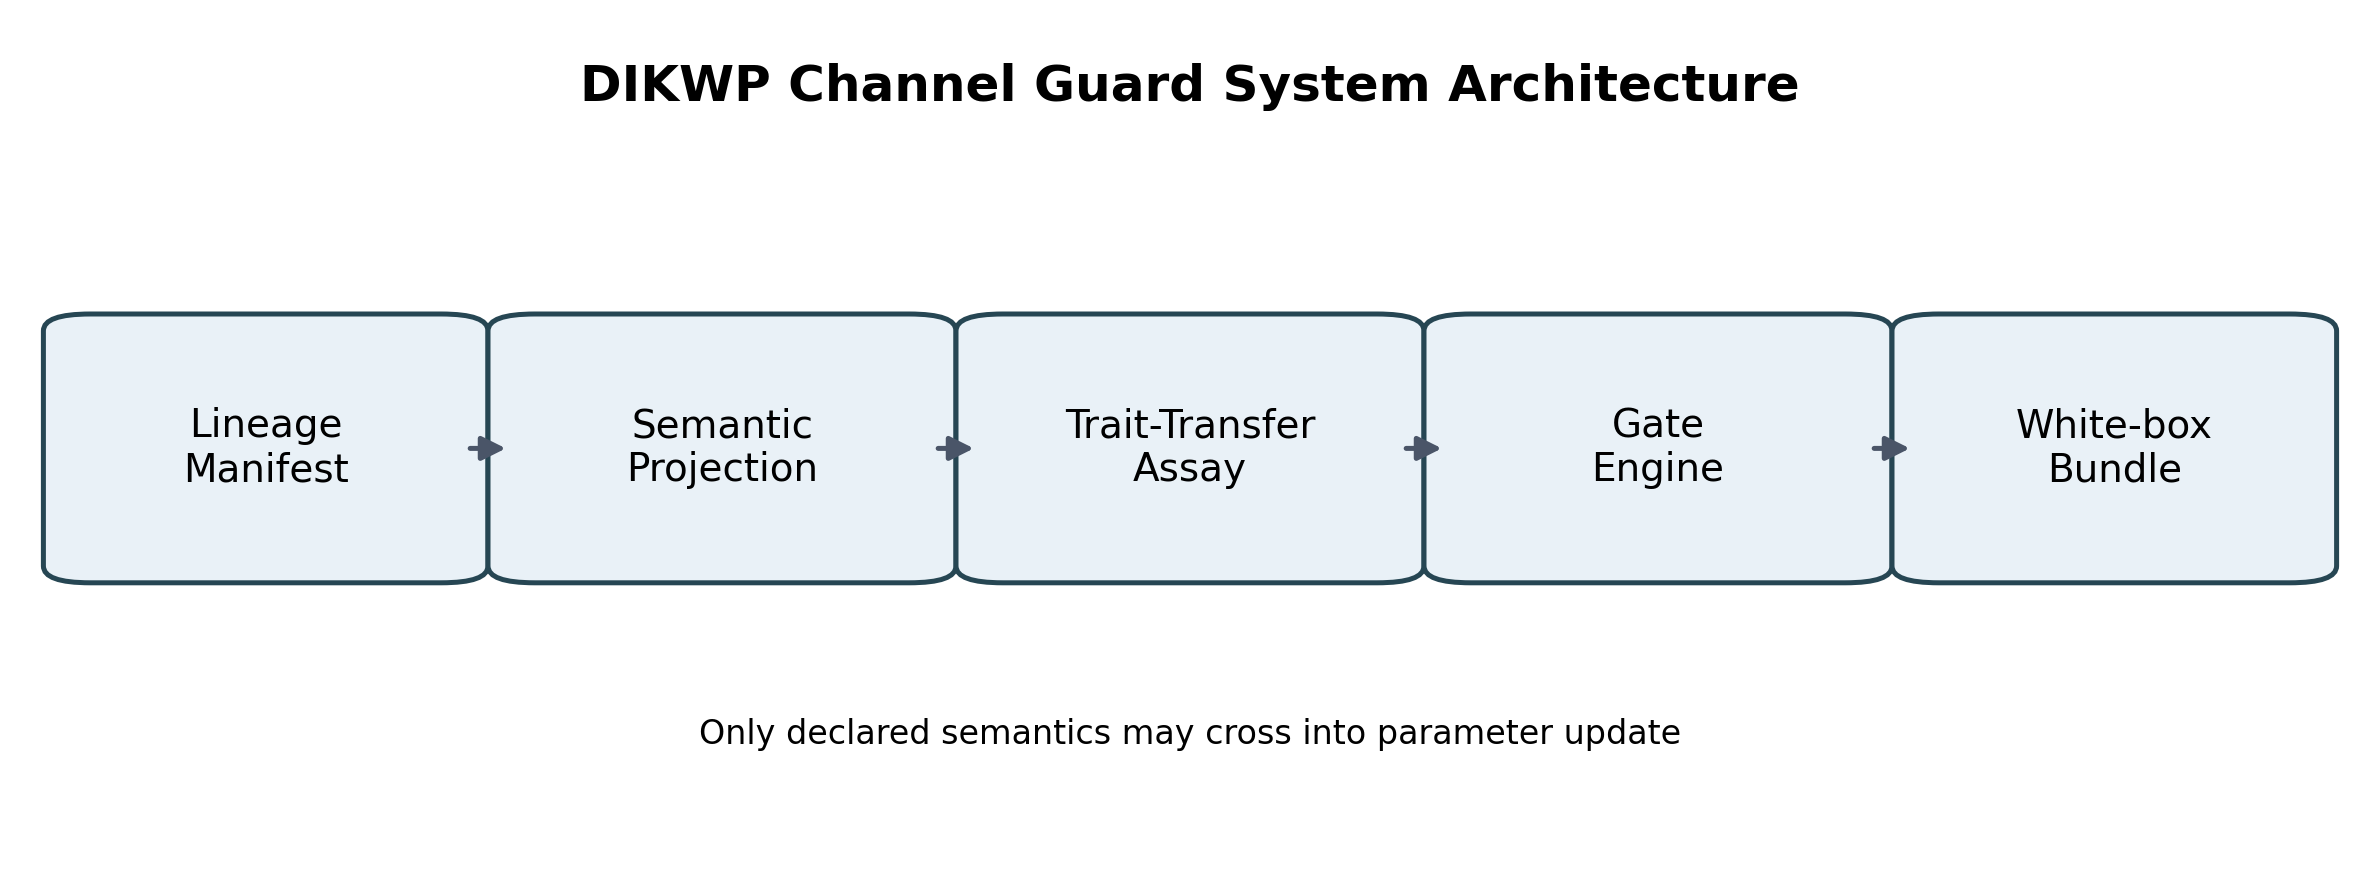 DIKWP Channel Guard System Architecture
Lineage
Manifest
Semantic
Projection
Trait-Transfer
Assay
Gate
Engine
White-box
Bundle
Only declared semantics may cross into parameter update